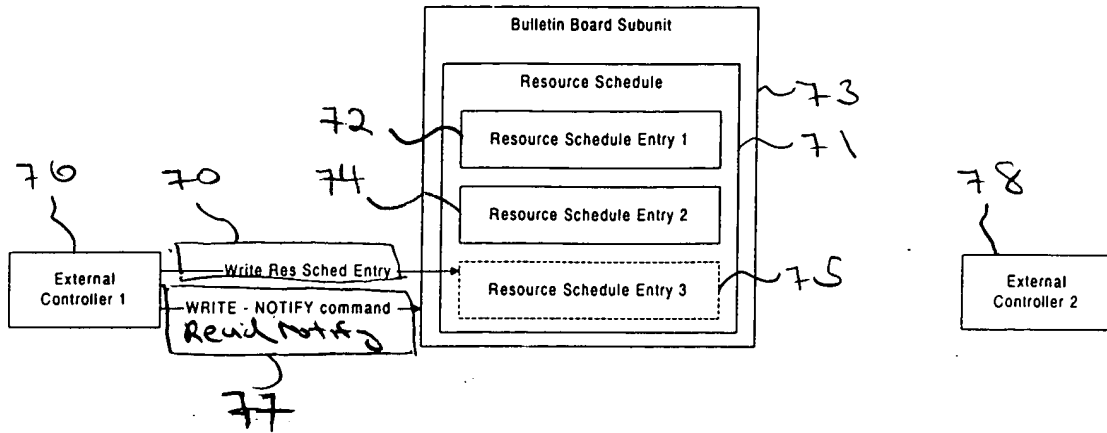 Bulletin Board Subunit
Resource Schedule
73
72
Resource Schedule Entry 1
71
76
70
74
Resource Schedule Entry 2
78
Write Res Sched Entry
Resource Schedule Entry 3
75
External
Controller 1
External
Controller 2
WRITE - NOTIFY command
Read Notify
77